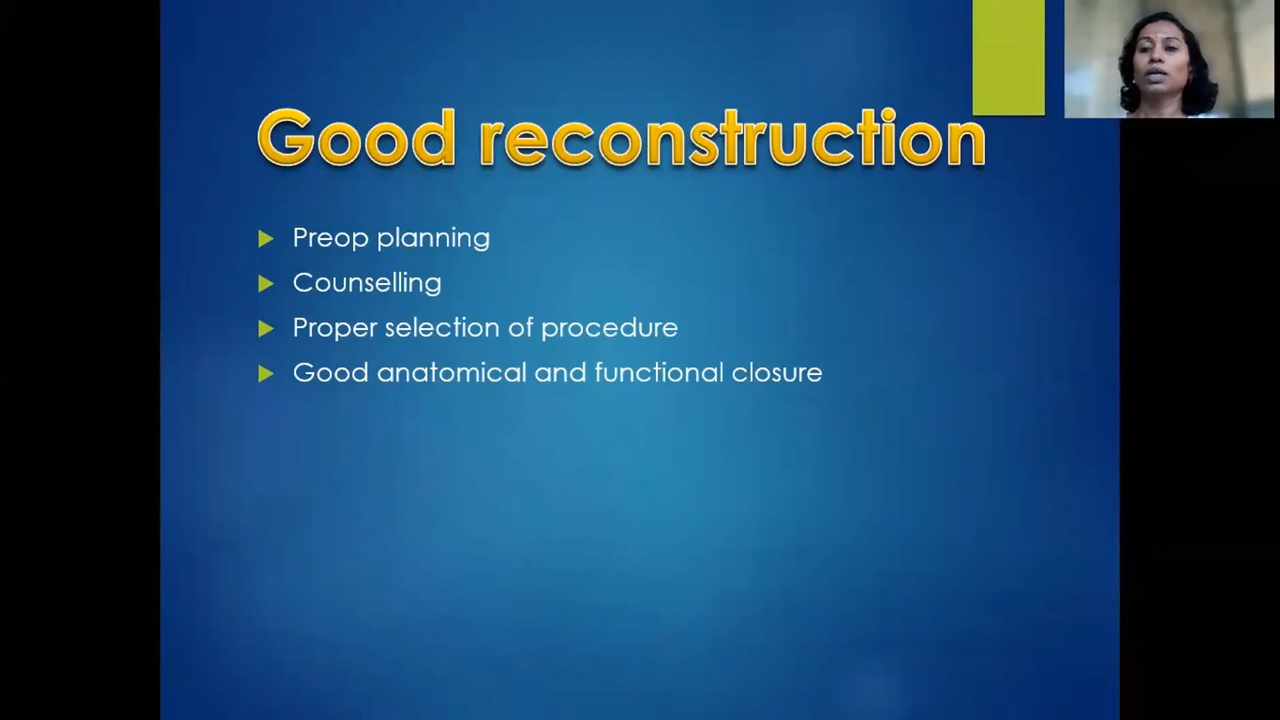 Good reconstruction
Preop planning
Counselling
Proper selection of procedure
Good anatomical and functional closure